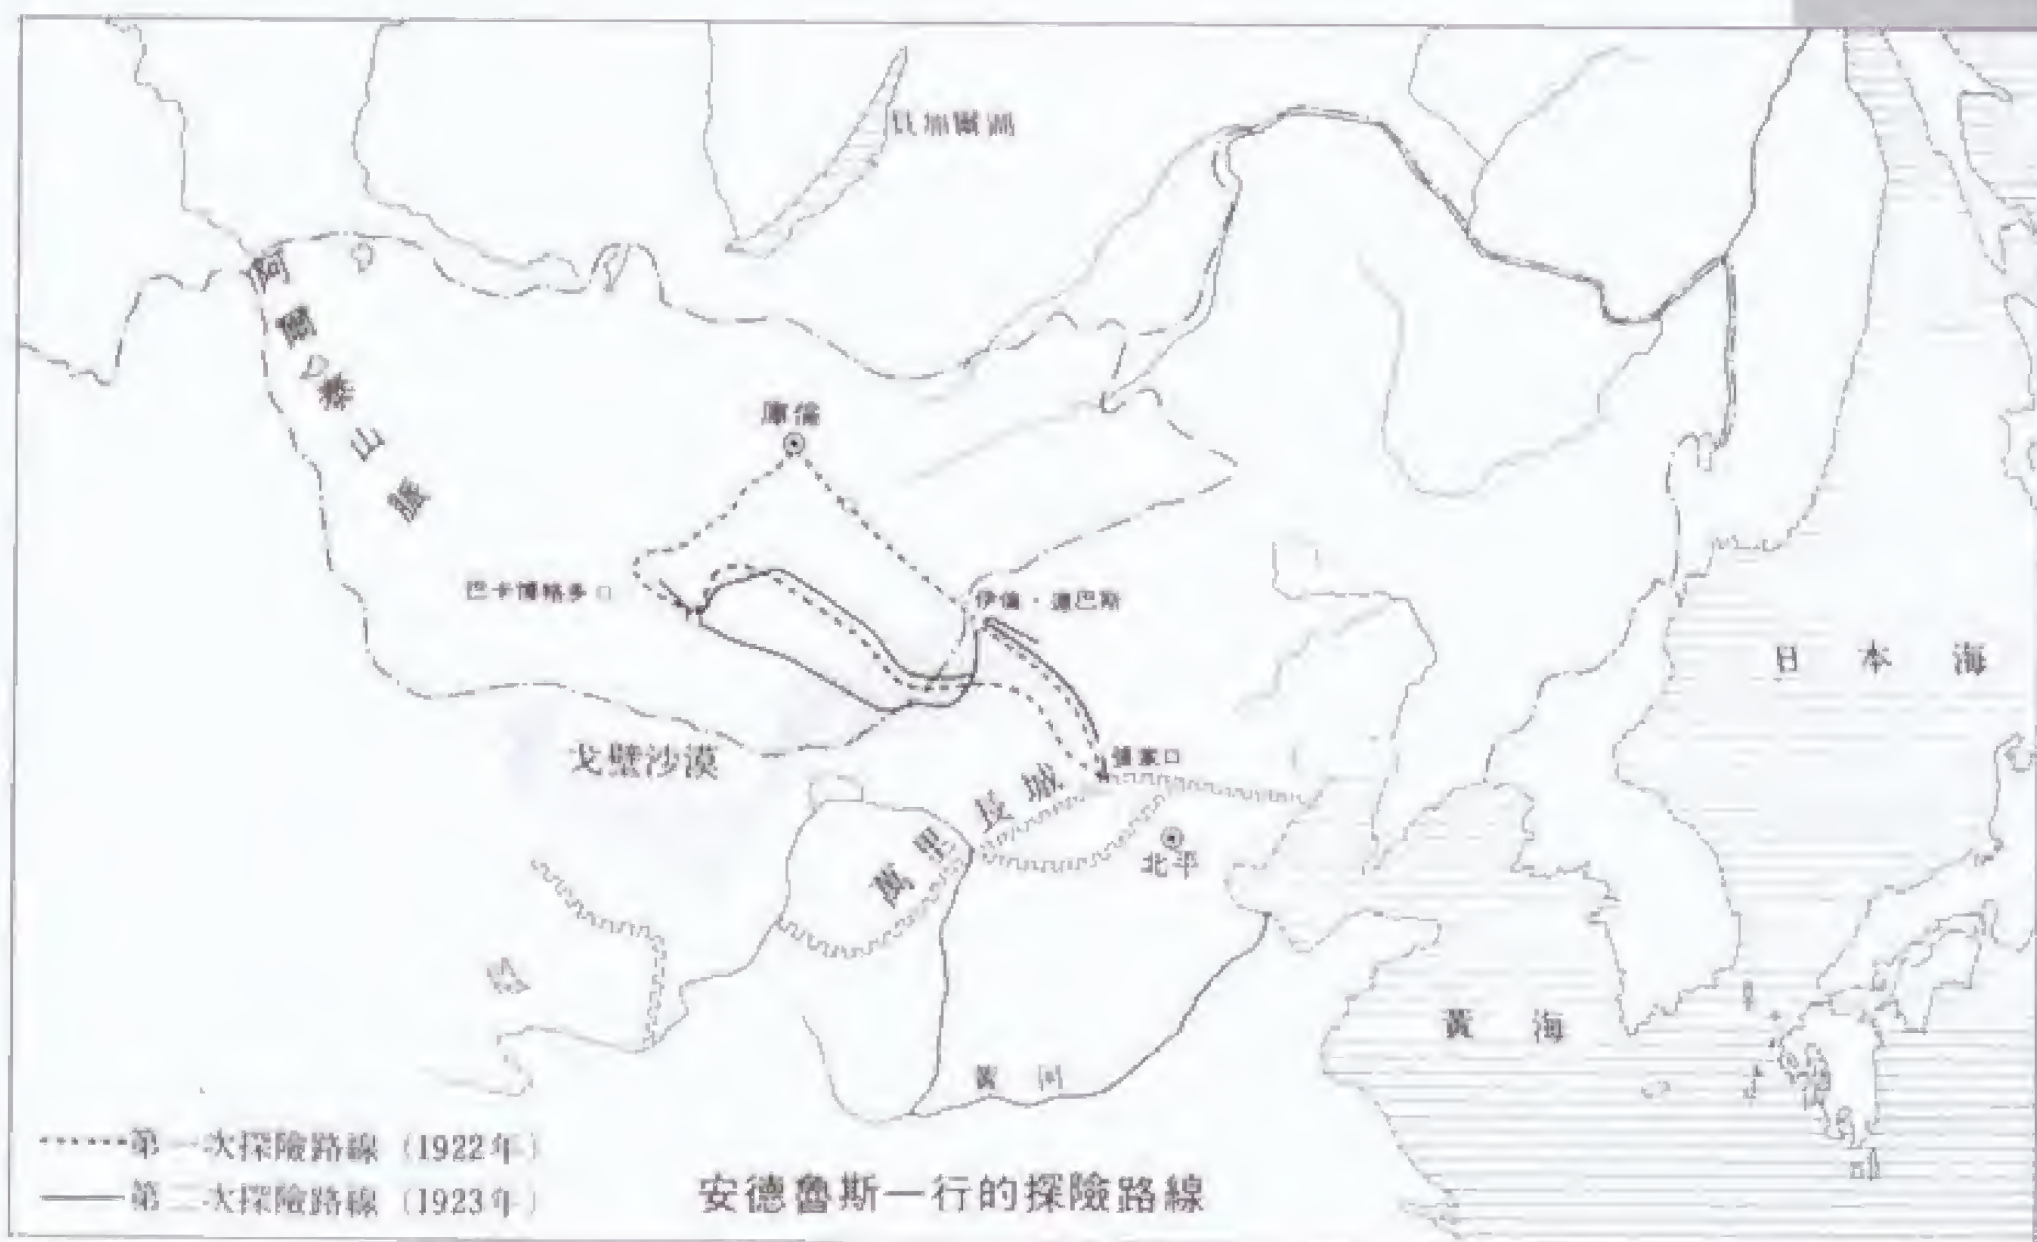 貝加爾湖
阿爾泰山脈
庫倫
巴卡博格多
伊倫·達巴斯
日本海
戈壁沙漠
張家口
萬里長城
北平
黃海
黃河
第一次探險路線（1922年）
第二次探險路線（1923年）
安德魯斯一行的探險路線